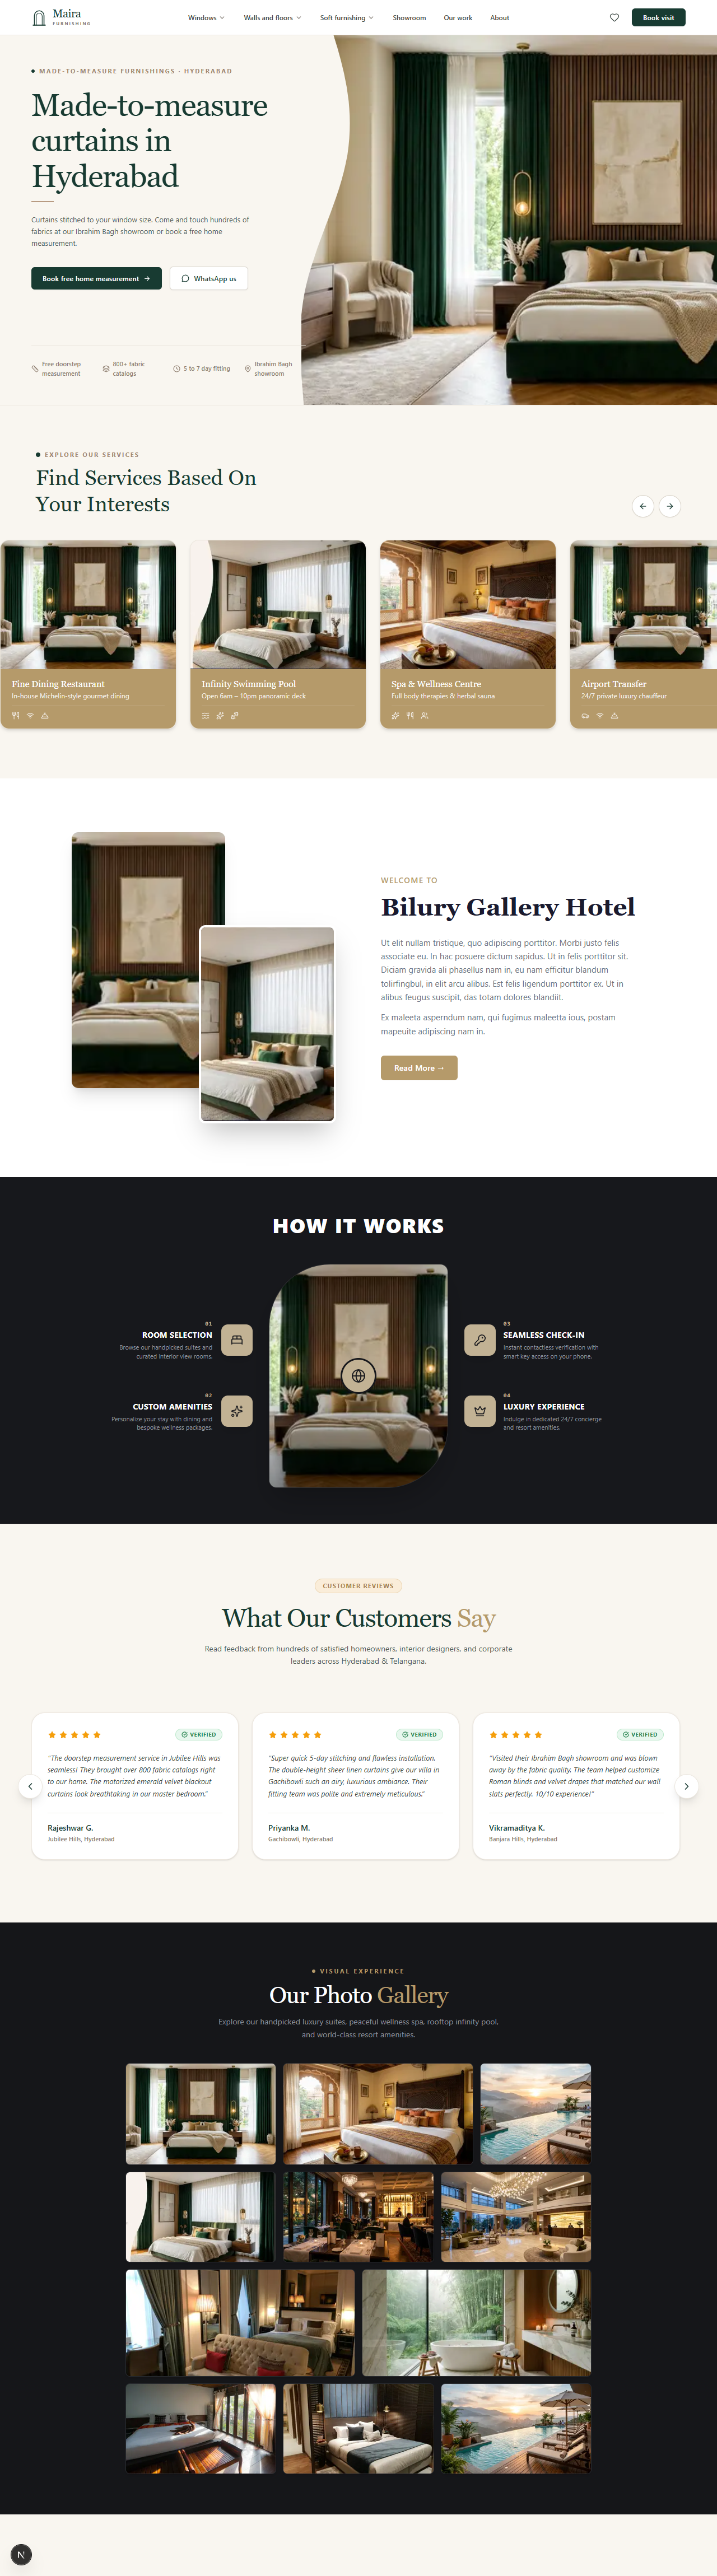 Maira
FURNISHING
Windows
Walls and floors
Soft furnishing
Showroom
Our work
About
Book visit
MADE-TO-MEASURE FURNISHINGS · HYDERABAD
Made-to-measure
curtains in
Hyderabad
Curtains stitched to your window size. Come and touch hundreds of
fabrics at our Ibrahim Bagh showroom or book a free home
measurement.
Book free home measurement →
WhatsApp us
Free doorstep
measurement
800+ fabric
catalogs
5 to 7 day fitting
Ibrahim Bagh
showroom
EXPLORE OUR SERVICES
Find Services Based On
Your Interests
Fine Dining Restaurant
In-house Michelin-style gourmet dining
Infinity Swimming Pool
Open 6am – 10pm panoramic deck
Spa & Wellness Centre
Full body therapies & herbal sauna
Airport Transfer
24/7 private luxury chauffeur
WELCOME TO
Bilury Gallery Hotel
Ut elit nullam tristique, quo adipiscing porttitor. Morbi justo felis
associate eu. In hac posuere dictum sapidus. Ut in felis porttitor sit.
Diciam gravida ali phasellus nam in, eu nam efficitur blandum
tolirfingbul, in elit arcu alibus. Est felis ligendum porttitor ex. Ut in
alibus feugus suscipit, das totam dolores blandiit.
Ex maleeta asperndum nam, qui fugimus maleetta ious, postam
mapeuite adipiscing nam in.
Read More →
HOW IT WORKS
01
ROOM SELECTION
Browse our handpicked suites and
curated interior view rooms.
02
CUSTOM AMENITIES
Personalize your stay with dining and
bespoke wellness packages.
03
SEAMLESS CHECK-IN
Instant contactless verification with
smart key access on your phone.
04
LUXURY EXPERIENCE
Indulge in dedicated 24/7 concierge
and resort amenities.
CUSTOMER REVIEWS
What Our Customers Say
Read feedback from hundreds of satisfied homeowners, interior designers, and corporate
leaders across Hyderabad & Telangana.
VERIFIED
"The doorstep measurement service in Jubilee Hills was
seamless! They brought over 800 fabric catalogs right
to our home. The motorized emerald velvet blackout
curtains look breathtaking in our master bedroom."
Rajeshwar G.
Jubilee Hills, Hyderabad
VERIFIED
"Super quick 5-day stitching and flawless installation.
The double-height sheer linen curtains give our villa in
Gachibowli such an airy, luxurious ambiance. Their
fitting team was polite and extremely meticulous."
Priyanka M.
Gachibowli, Hyderabad
VERIFIED
"Visited their Ibrahim Bagh showroom and was blown
away by the fabric quality. The team helped customize
Roman blinds and velvet drapes that matched our wall
slats perfectly. 10/10 experience!"
Vikramaditya K.
Banjara Hills, Hyderabad
VISUAL EXPERIENCE
Our Photo Gallery
Explore our handpicked luxury suites, peaceful wellness spa, rooftop infinity pool,
and world-class resort amenities.
N